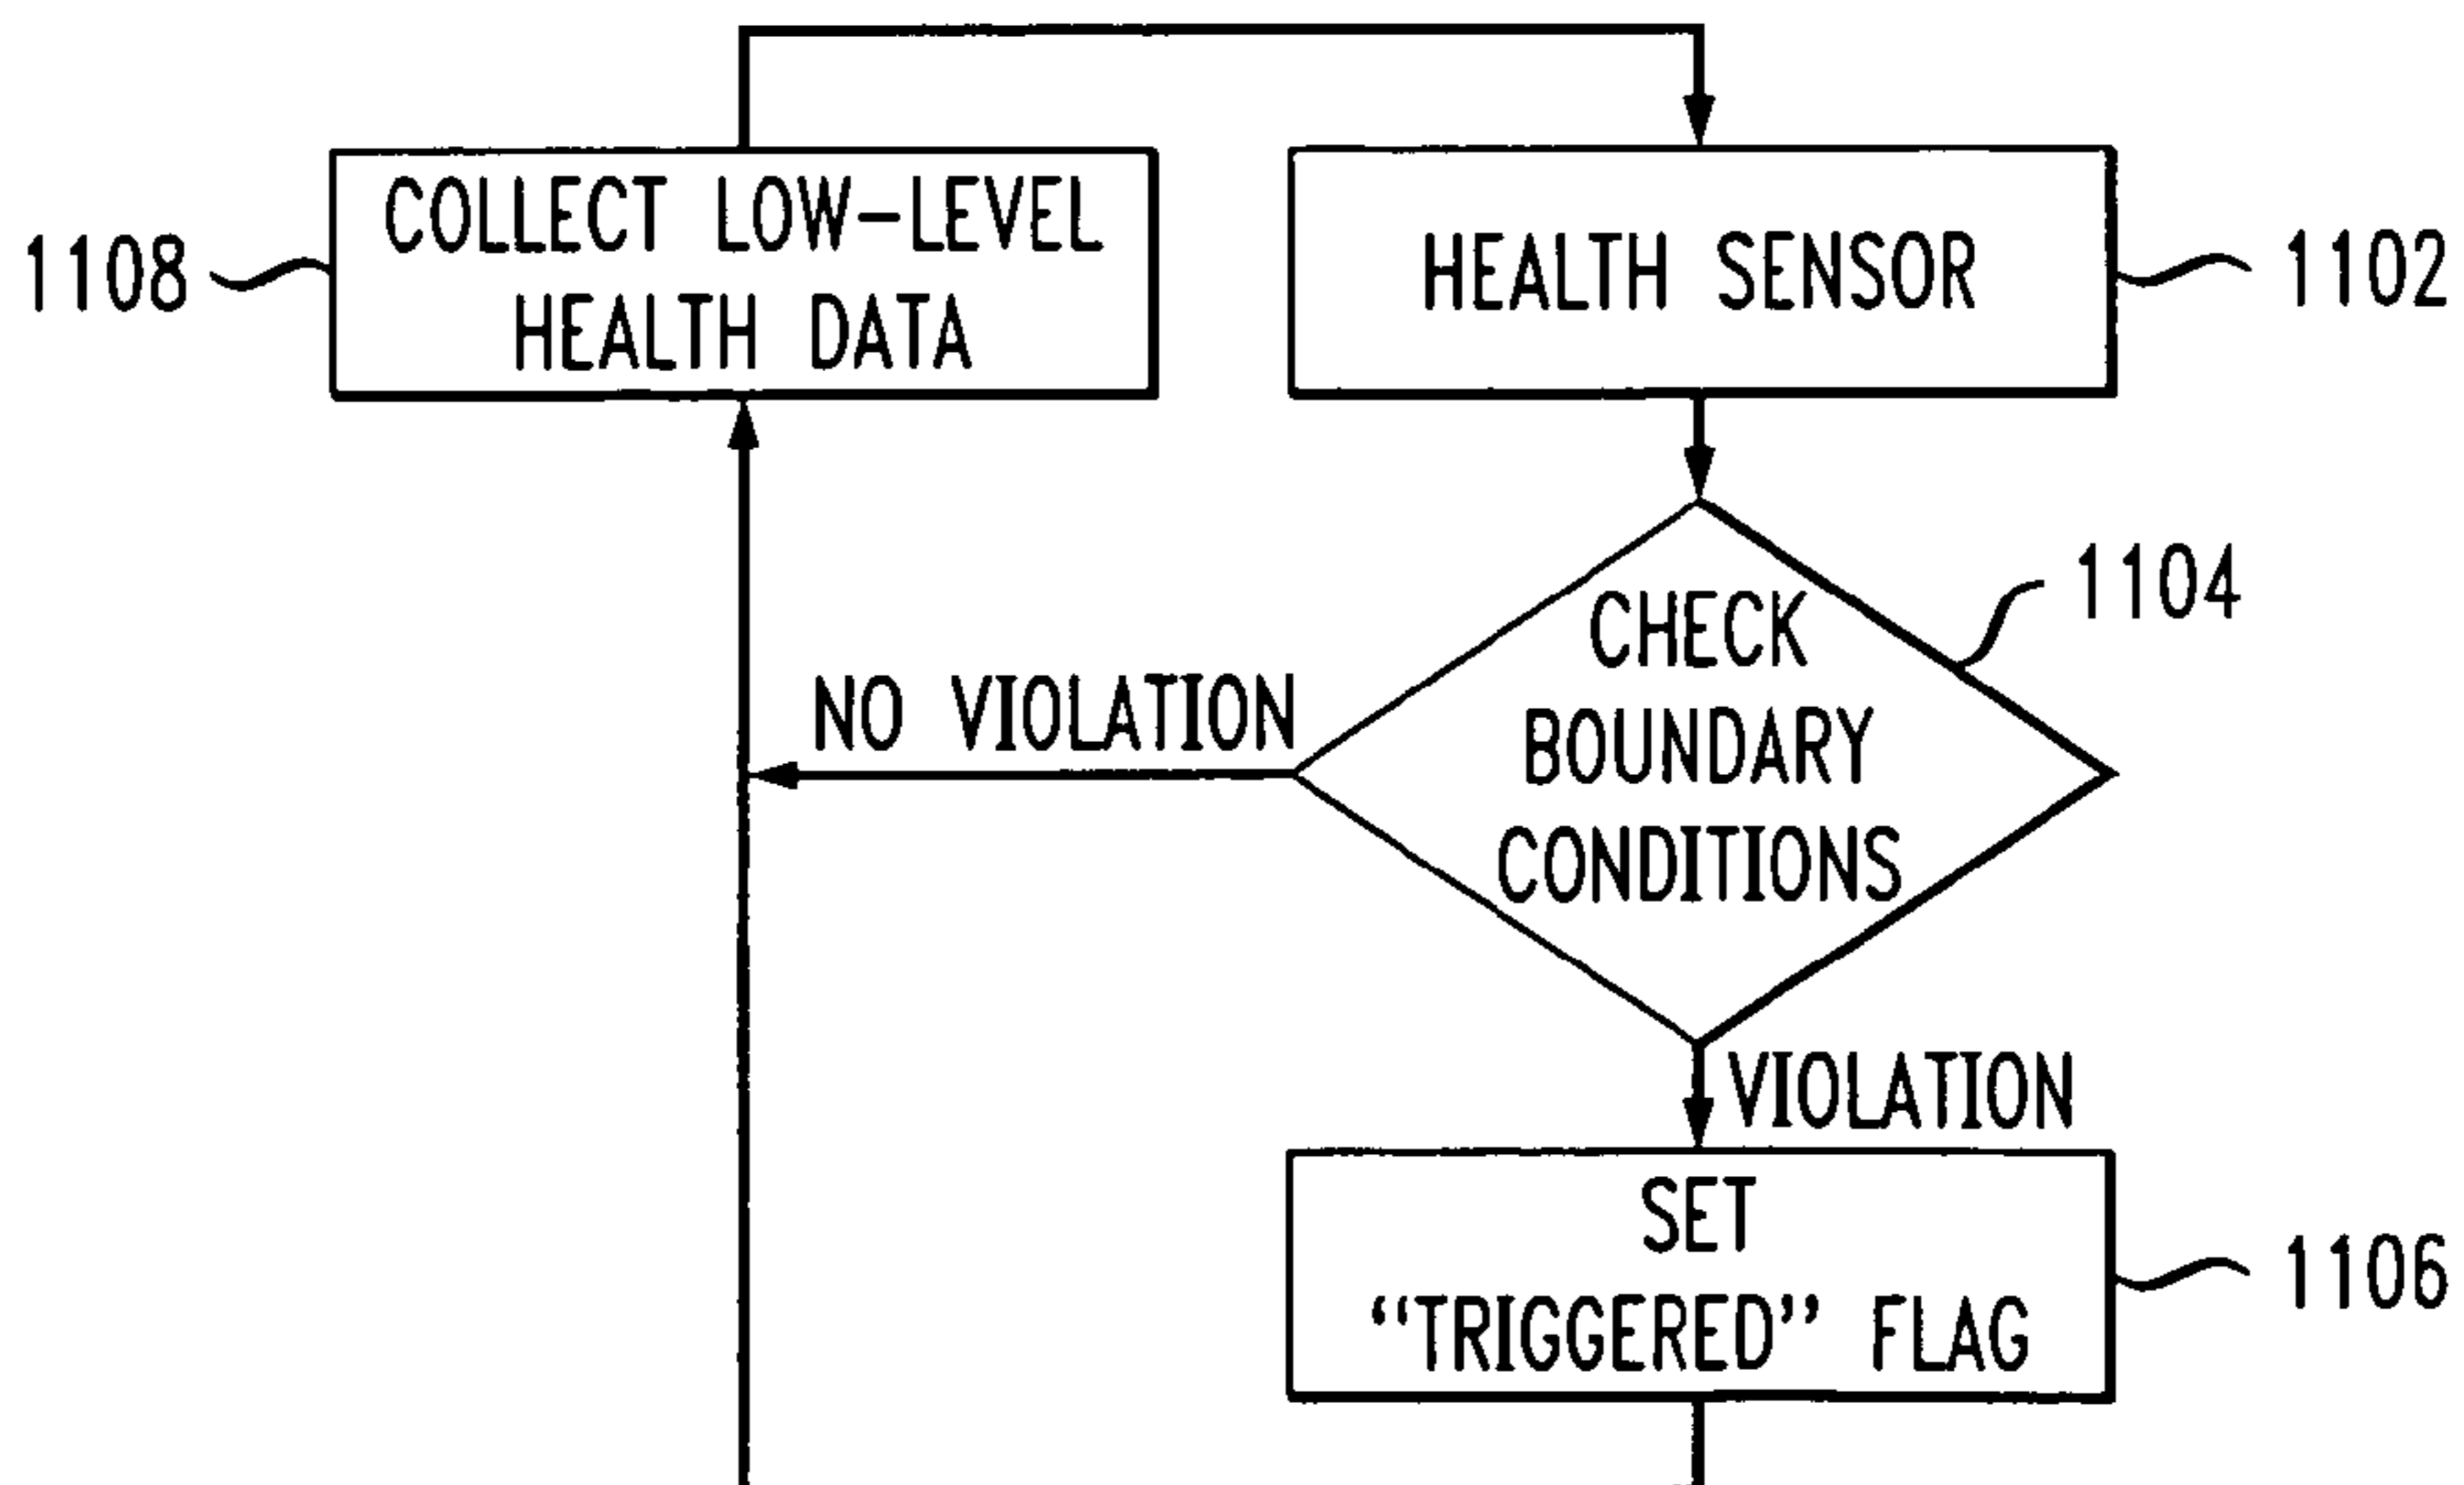 1108
COLLECT LOW-LEVEL
HEALTH DATA
HEALTH SENSOR
1102
CHECK
BOUNDARY
CONDITIONS
1104
NO VIOLATION
VIOLATION
SET
“TRIGGERED” FLAG
1106